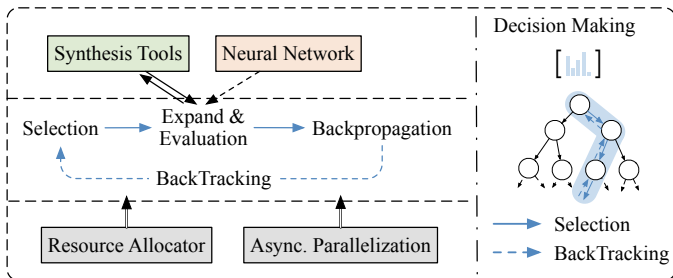 Synthesis Tools
Neural Network
Selection
Expand &
Evaluation
Backpropagation
BackTracking
Resource Allocator
Async. Parallelization
Decision Making
[ ]
Selection
BackTracking